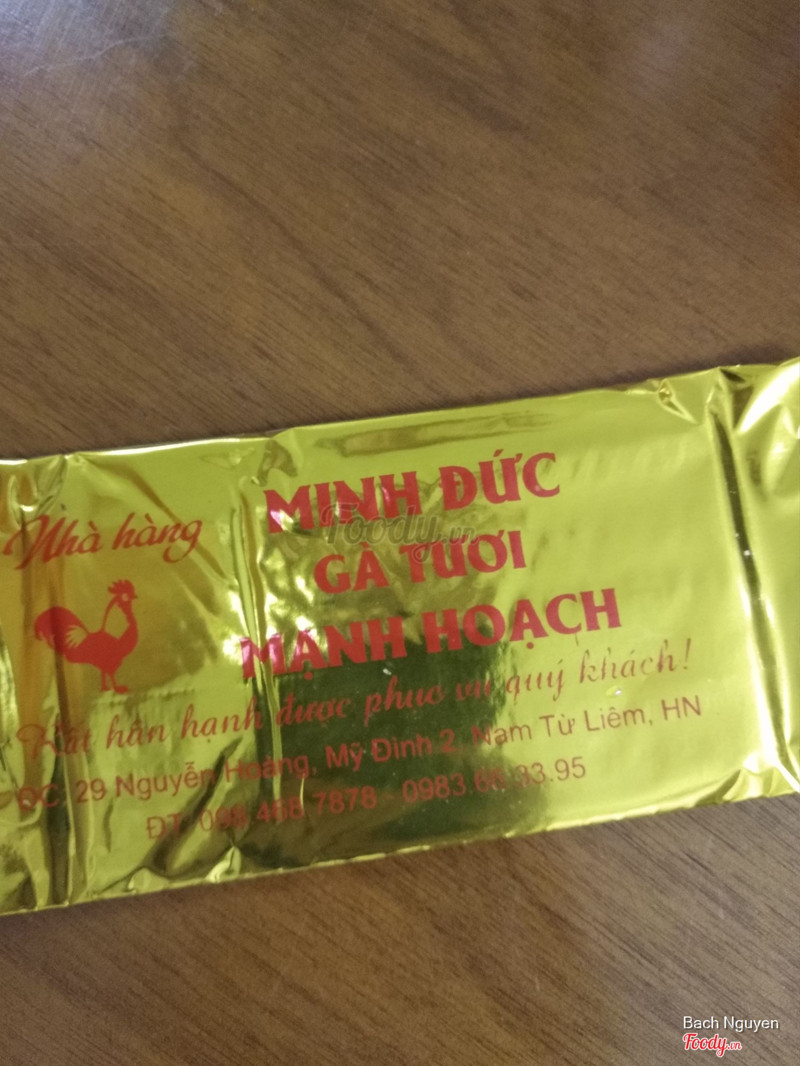 Nhà hàng
MINH ĐỨC
GÀ TƯƠI
MẠNH HOẠCH
Rất hân hạnh được phục vụ quý khách!
ĐC: 29 Nguyễn Hoàng, Mỹ Đình 2, Nam Từ Liêm, HN
ĐT: 468 7878 - 0983.66.33.95
Foody.vn
Bach Nguyen
Foody.vn